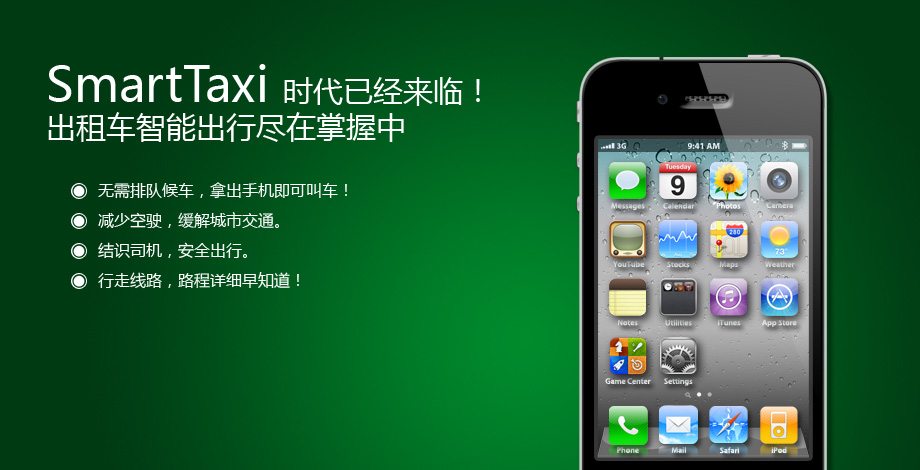 SmartTaxi 时代已经来临！
出租车智能出行尽在掌握中
无需排队候车，拿出手机即可叫车！
减少空驶，缓解城市交通。
结识司机，安全出行。
行走线路，路程详细早知道！
3G 9:41 AM
Tuesday
9
Messages Calendar Photos Camera
280
73°
YouTube Stocks Maps Weather
Notes Utilities iTunes App Store
Game Center Settings
Phone Mail Safari iPod